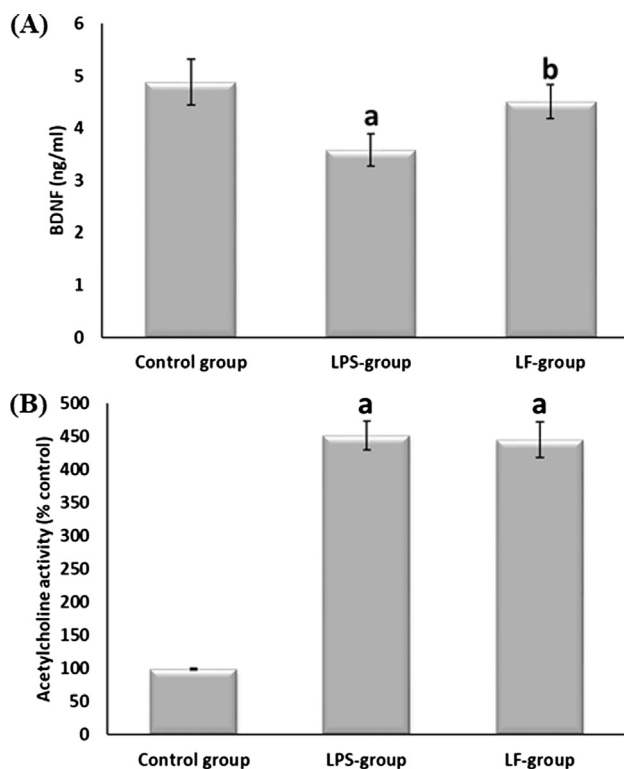 (A)
BDNF (ng/ml)
6
5
4
3
2
1
0
a
b
Control group LPS-group LF-group
(B)
Acetylcholine activity (% control)
500
450
400
350
300
250
200
150
100
50
0
a
a
Control group LPS-group LF-group